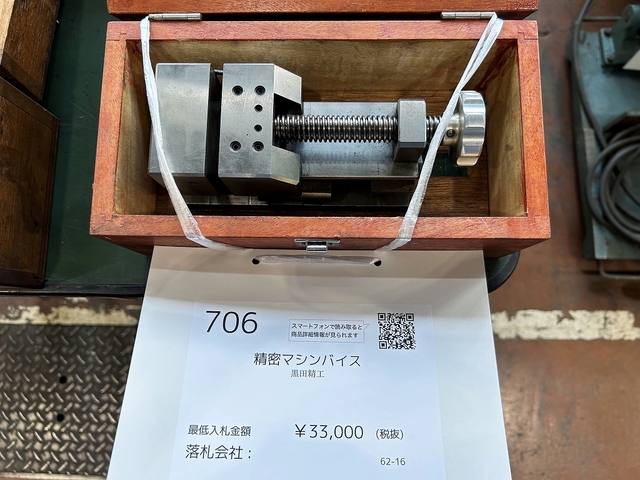 706
スマートフォンで読み取ると
商品詳細情報が見られます
精密マシンバイス
黒田精工
最低入札金額 ￥33,000 (税抜)
落札会社：
62-16